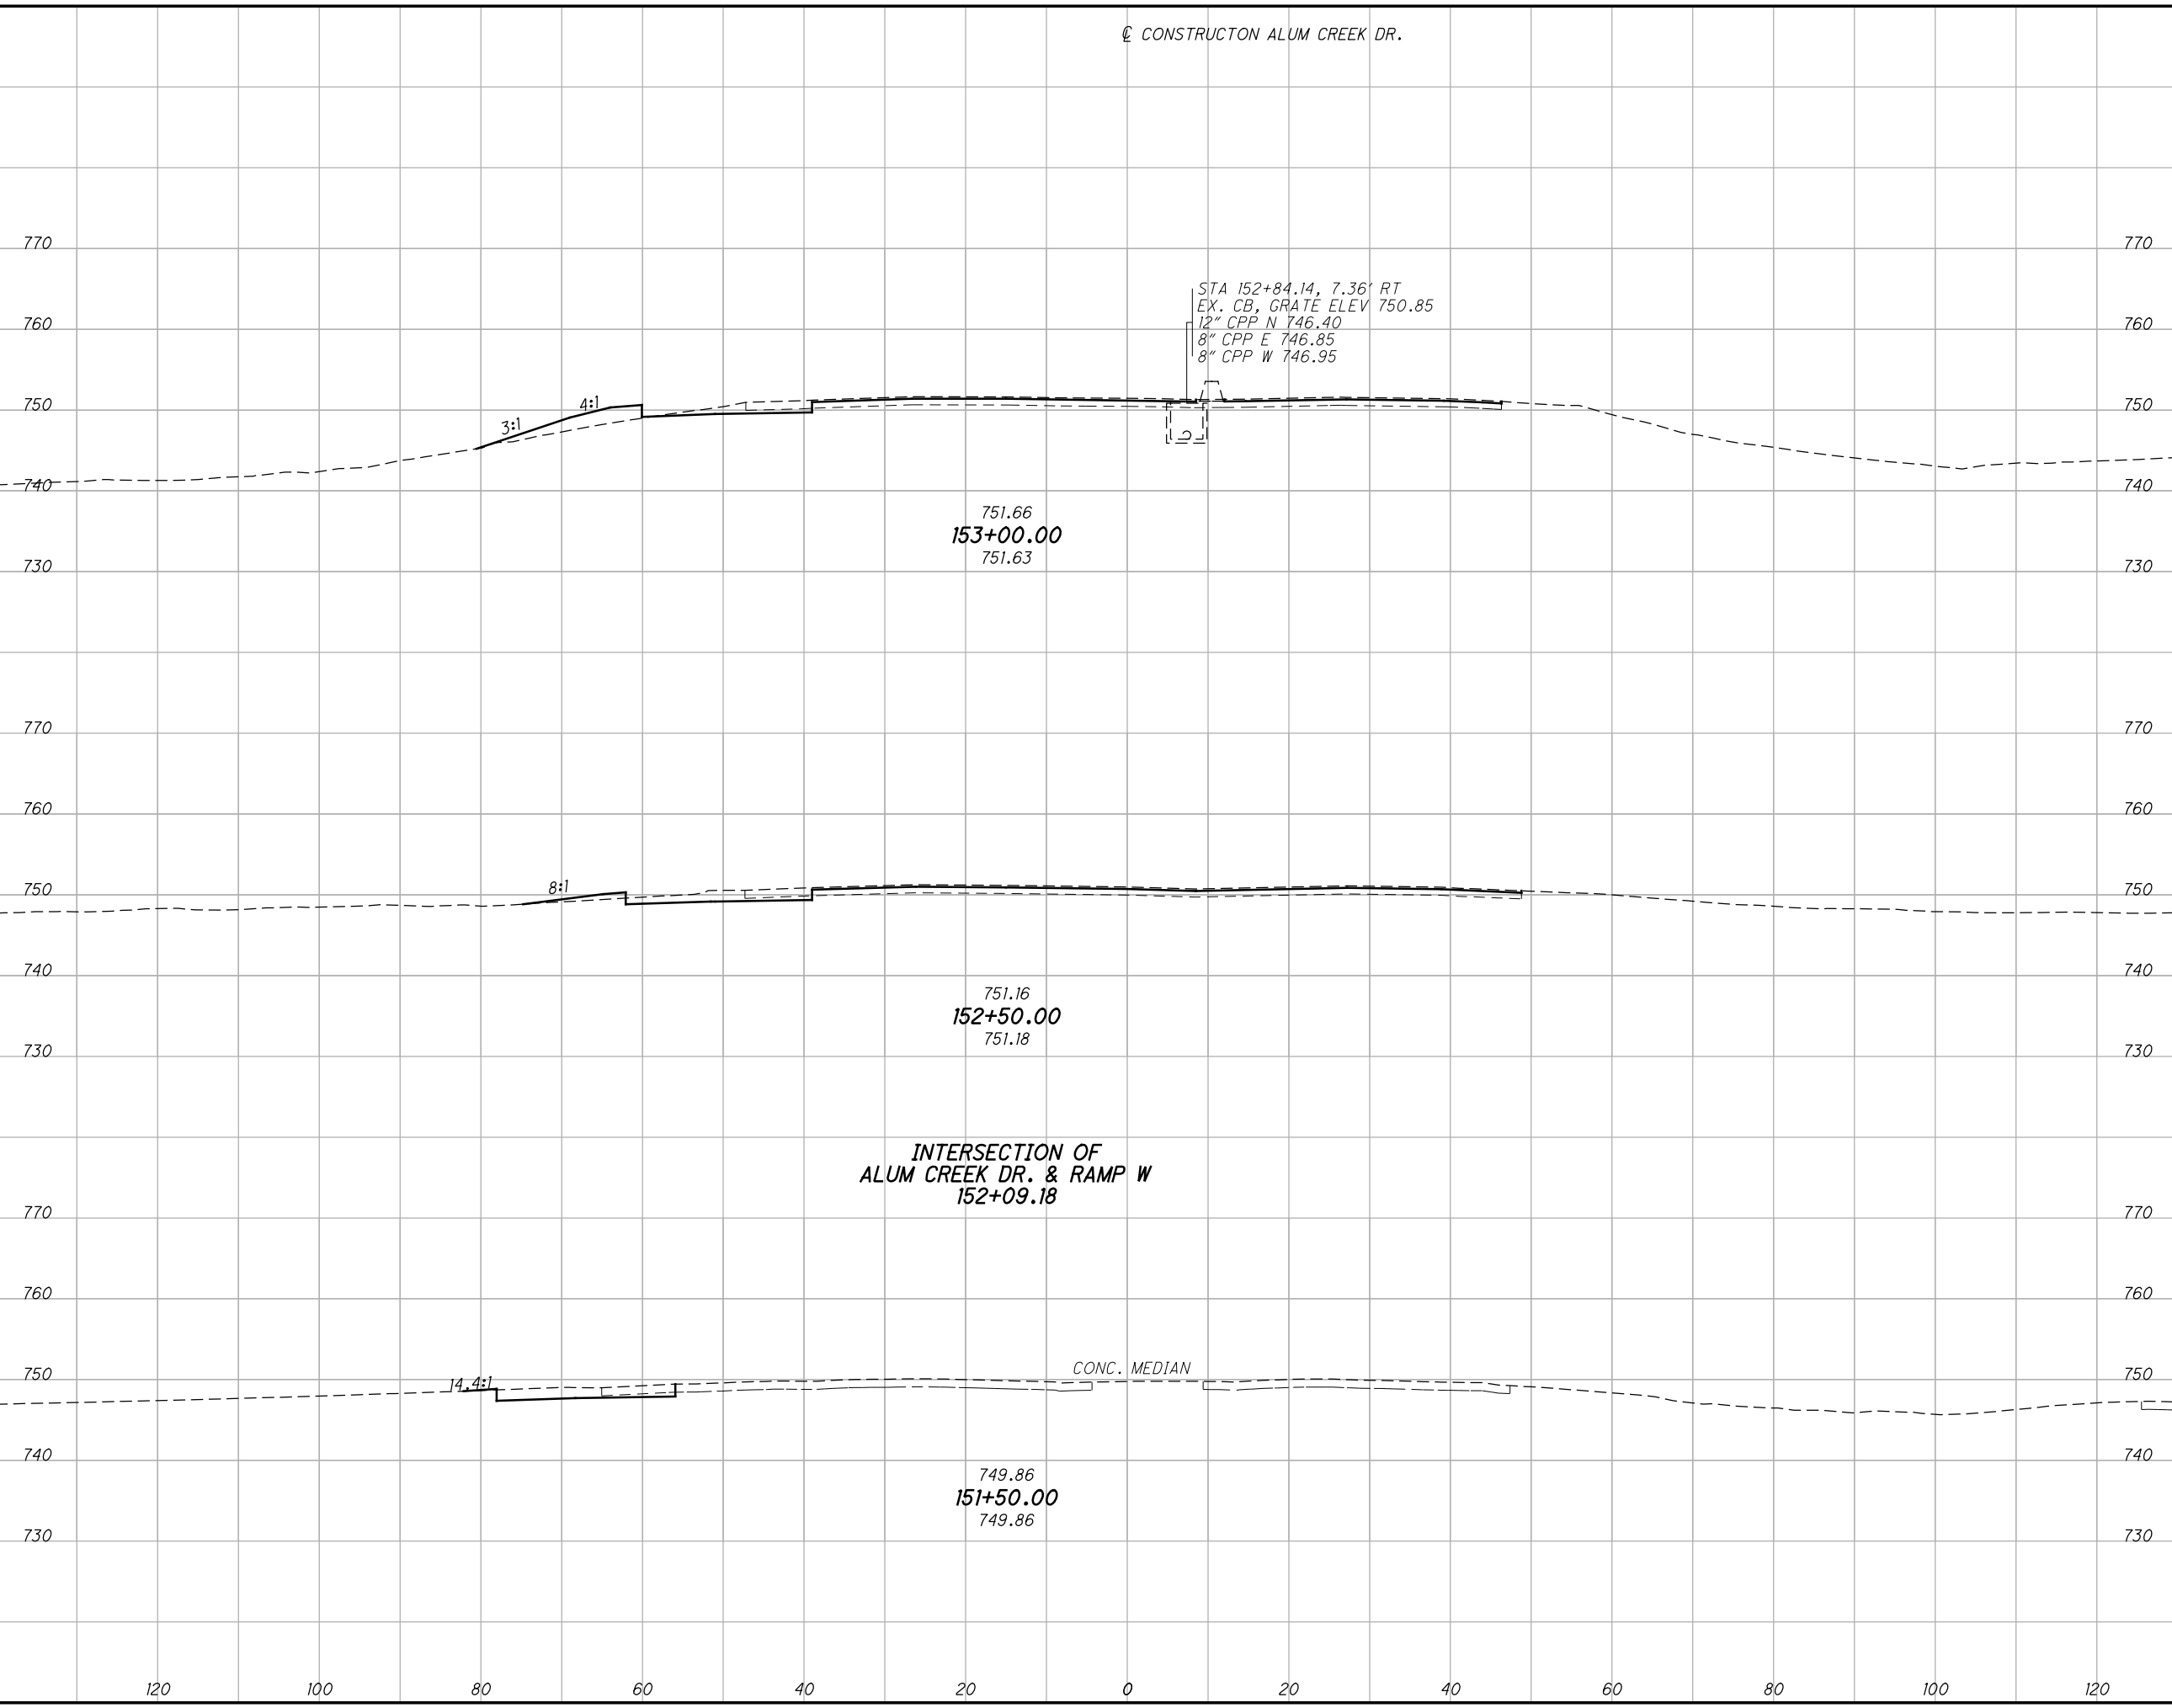 ℄ CONSTRUCTON ALUM CREEK DR.
770 770
STA 152+84.14, 7.36' RT
EX. CB, GRATE ELEV 750.85
760 12" CPP N 746.40 760
8" CPP E 746.85
8" CPP W 746.95
750 4:1 750
3:1
740 740
751.66
153+00.00
730 751.63 730
770 770
760 760
750 8:1 750
740 740
751.16
152+50.00
751.18
730 730
INTERSECTION OF
ALUM CREEK DR. & RAMP W
152+09.18
770 770
760 760
CONC. MEDIAN
750 14.4:1 750
740 740
749.86
151+50.00
749.86
730 730
120 100 80 60 40 20 0 20 40 60 80 100 120